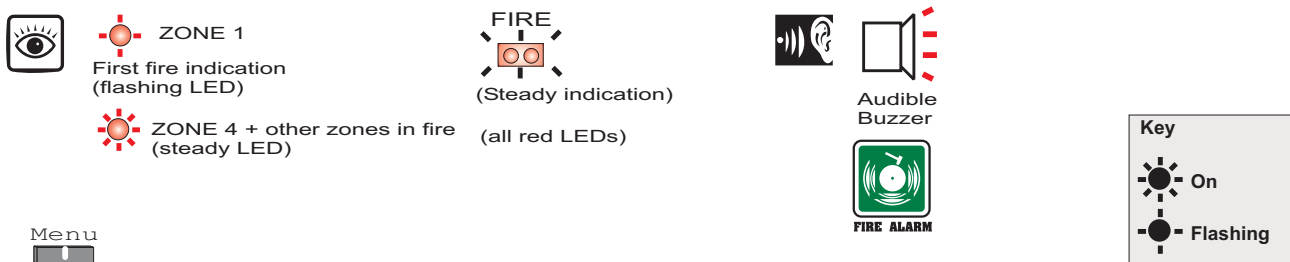 ZONE 1
First fire indication
(flashing LED)
ZONE 4 + other zones in fire
(steady LED)
FIRE
(Steady indication)
(all red LEDs)
Audible
Buzzer
FIRE ALARM
Key
On
Flashing
Menu